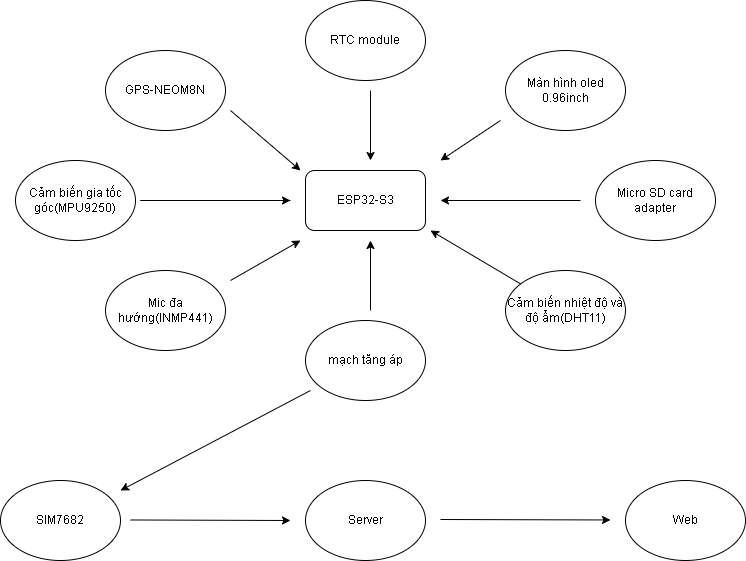 RTC module
GPS-NEOM8N
Màn hình oled
0.96inch
Cảm biến gia tốc
góc(MPU9250)
ESP32-S3
Micro SD card
adapter
Mic đa
hướng(INMP441)
Cảm biến nhiệt độ và
độ ẩm(DHT11)
mạch tăng áp
SIM7682
Server
Web